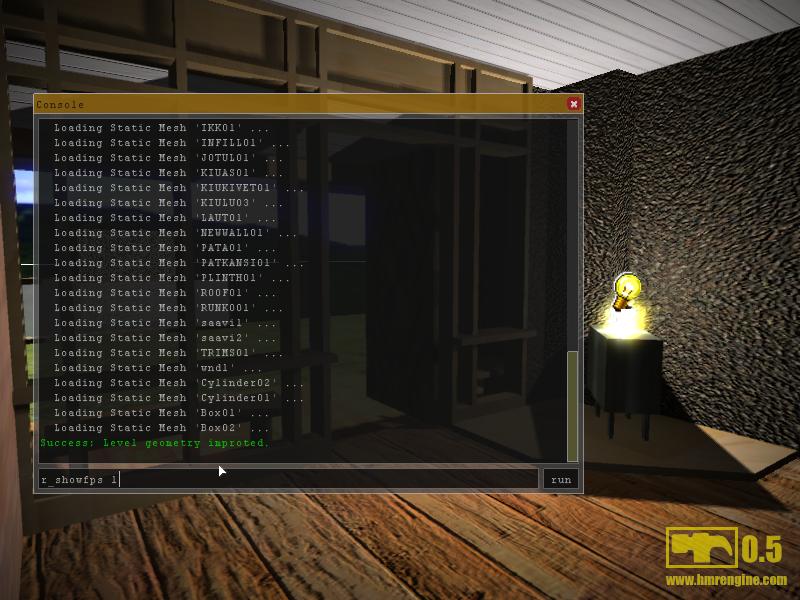 Console
Loading Static Mesh 'IKK01' ...
Loading Static Mesh 'INFILL01' ...
Loading Static Mesh 'JOTUL01' ...
Loading Static Mesh 'KIUAS01' ...
Loading Static Mesh 'KIUKIVET01' ...
Loading Static Mesh 'KIULU03' ...
Loading Static Mesh 'LAUT01' ...
Loading Static Mesh 'NEWWALL01' ...
Loading Static Mesh 'PATA01' ...
Loading Static Mesh 'PATKANSI01' ...
Loading Static Mesh 'PLINTH01' ...
Loading Static Mesh 'ROOF01' ...
Loading Static Mesh 'RUNKO01' ...
Loading Static Mesh 'saavi1' ...
Loading Static Mesh 'saavi2' ...
Loading Static Mesh 'TRIMS01' ...
Loading Static Mesh 'wnd1' ...
Loading Static Mesh 'Cylinder02' ...
Loading Static Mesh 'Cylinder01' ...
Loading Static Mesh 'Box01' ...
Loading Static Mesh 'Box02' ...
Success: Level geometry improted.
r_showfps 1
run
0.5
www.hmrengine.com